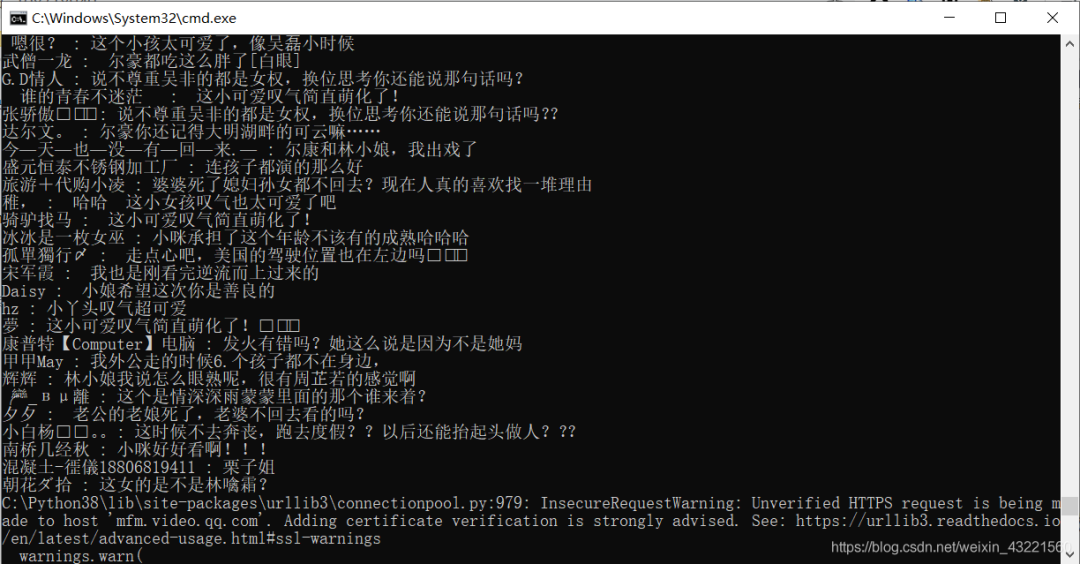 C:\Windows\System32\cmd.exe
嗯很？ : 这个小孩太可爱了，像吴磊小时候
武僧一龙 :  尔豪都吃这么胖了[白眼]
G.D情人 : 说不尊重吴非的都是女权，换位思考你还能说那句话吗？
谁的青春不迷茫  :  这小可爱叹气简直萌化了！
张骄傲□□□: 说不尊重吴非的都是女权，换位思考你还能说那句话吗??
达尔文。 : 尔豪你还记得大明湖畔的可云嘛……
今—天—也—没—有—回—来.— : 尔康和林小娘，我出戏了
盛元恒泰不锈钢加工厂 : 连孩子都演的那么好
旅游＋代购小凌 : 婆婆死了媳妇孙女都不回去？现在人真的喜欢找一堆理由
稚， :  哈哈  这小女孩叹气也太可爱了吧
骑驴找马 :  这小可爱叹气简直萌化了！
冰冰是一枚女巫 : 小咪承担了这个年龄不该有的成熟哈哈哈
孤單獨行〆 :  走点心吧，美国的驾驶位置也在左边吗□□□
宋军霞 :  我也是刚看完逆流而上过来的
Daisy :  小娘希望这次你是善良的
hz : 小丫头叹气超可爱
夢 : 这小可爱叹气简直萌化了！□□□
康普特【Computer】电脑 : 发火有错吗？她这么说是因为不是她妈
甲甲May : 我外公走的时候6.个孩子都不在身边，
辉辉 : 林小娘我说怎么眼熟呢，很有周芷若的感觉啊
_в μ離 : 这个是情深深雨蒙蒙里面的那个谁来着？
夕夕 :  老公的老娘死了，老婆不回去看的吗？
小白杨□□。。: 这时候不去奔丧，跑去度假？？以后还能抬起头做人？??
南桥几经秋 : 小咪好好看啊！！！
混凝土-徰儀18806819411 : 栗子姐
朝花ダ拾 : 这女的是不是林噙霜？
C:\Python38\lib\site-packages\urllib3\connectionpool.py:979: InsecureRequestWarning: Unverified HTTPS request is being m
ade to host 'mfm.video.qq.com'. Adding certificate verification is strongly advised. See: https://urllib3.readthedocs.io
/en/latest/advanced-usage.html#ssl-warnings
warnings.warn(
https://blog.csdn.net/weixin_4322156